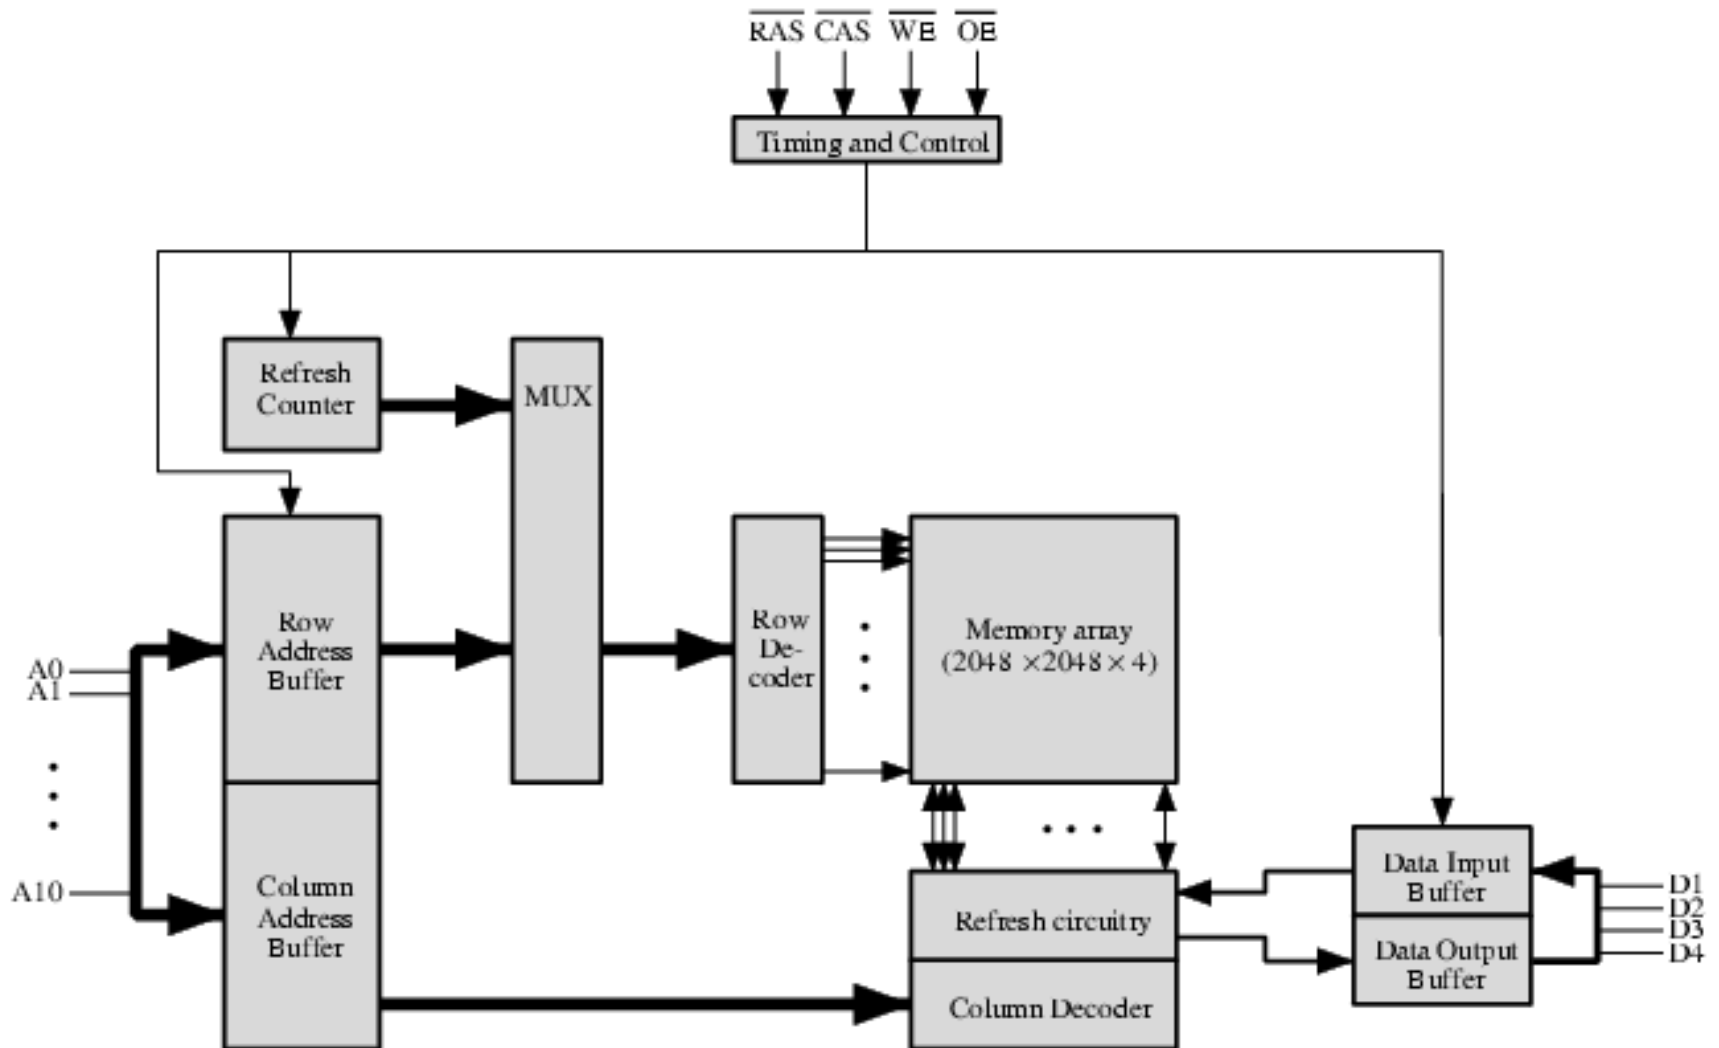 RAS CAS WE OE
Timing and Control
Refresh
Counter
MUX
Row
Address
Buffer
Row
De-
coder
Memory array
(2048 ×2048× 4)
A0
A1
A10
Column
Address
Buffer
Refresh circuitry
Column Decoder
Data Input
Buffer
Data Output
Buffer
D1
D2
D3
D4